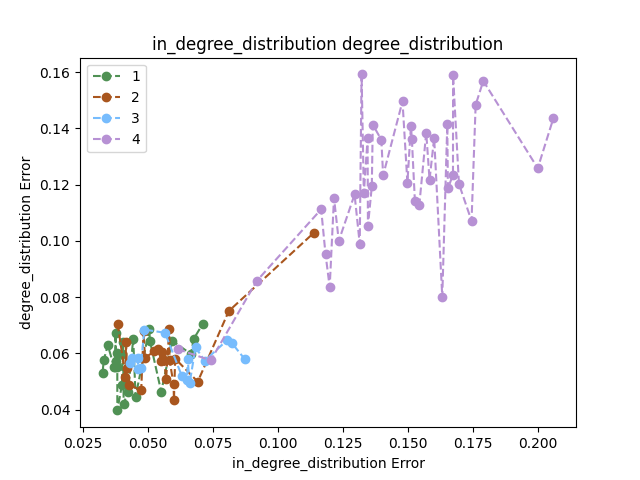 in_degree_distribution degree_distribution
0.16
0.14
0.12
0.10
0.08
0.06
0.04
degree_distribution Error
1
2
3
4
0.025 0.050 0.075 0.100 0.125 0.150 0.175 0.200
in_degree_distribution Error